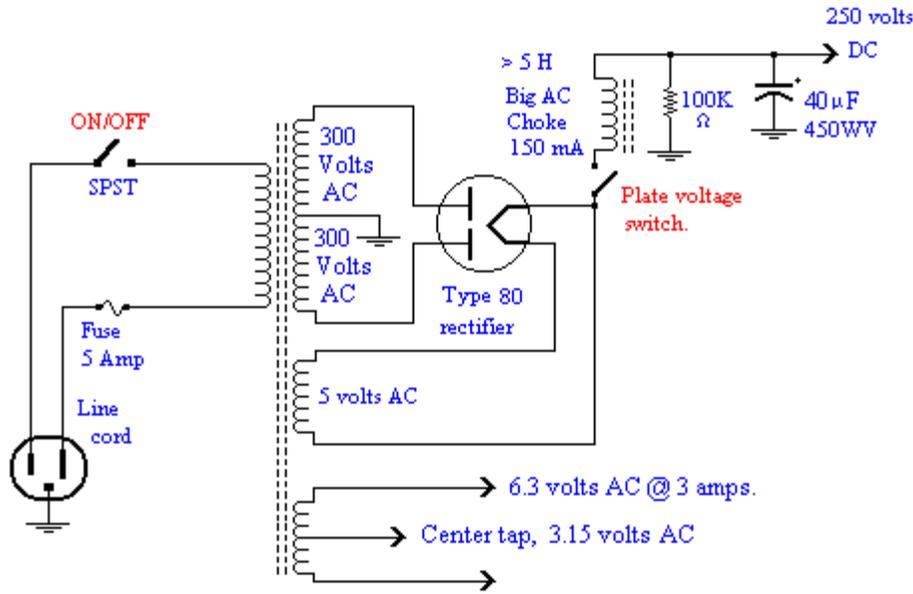 250 volts
DC
> 5 H
Big AC
Choke
150 mA
100K
Ω
40 μF
450WV
+
ON/OFF
SPST
300
Volts
AC
300
Volts
AC
Plate voltage
switch.
Type 80
rectifier
Fuse
5 Amp
5 volts AC
Line
cord
6.3 volts AC @ 3 amps.
Center tap, 3.15 volts AC